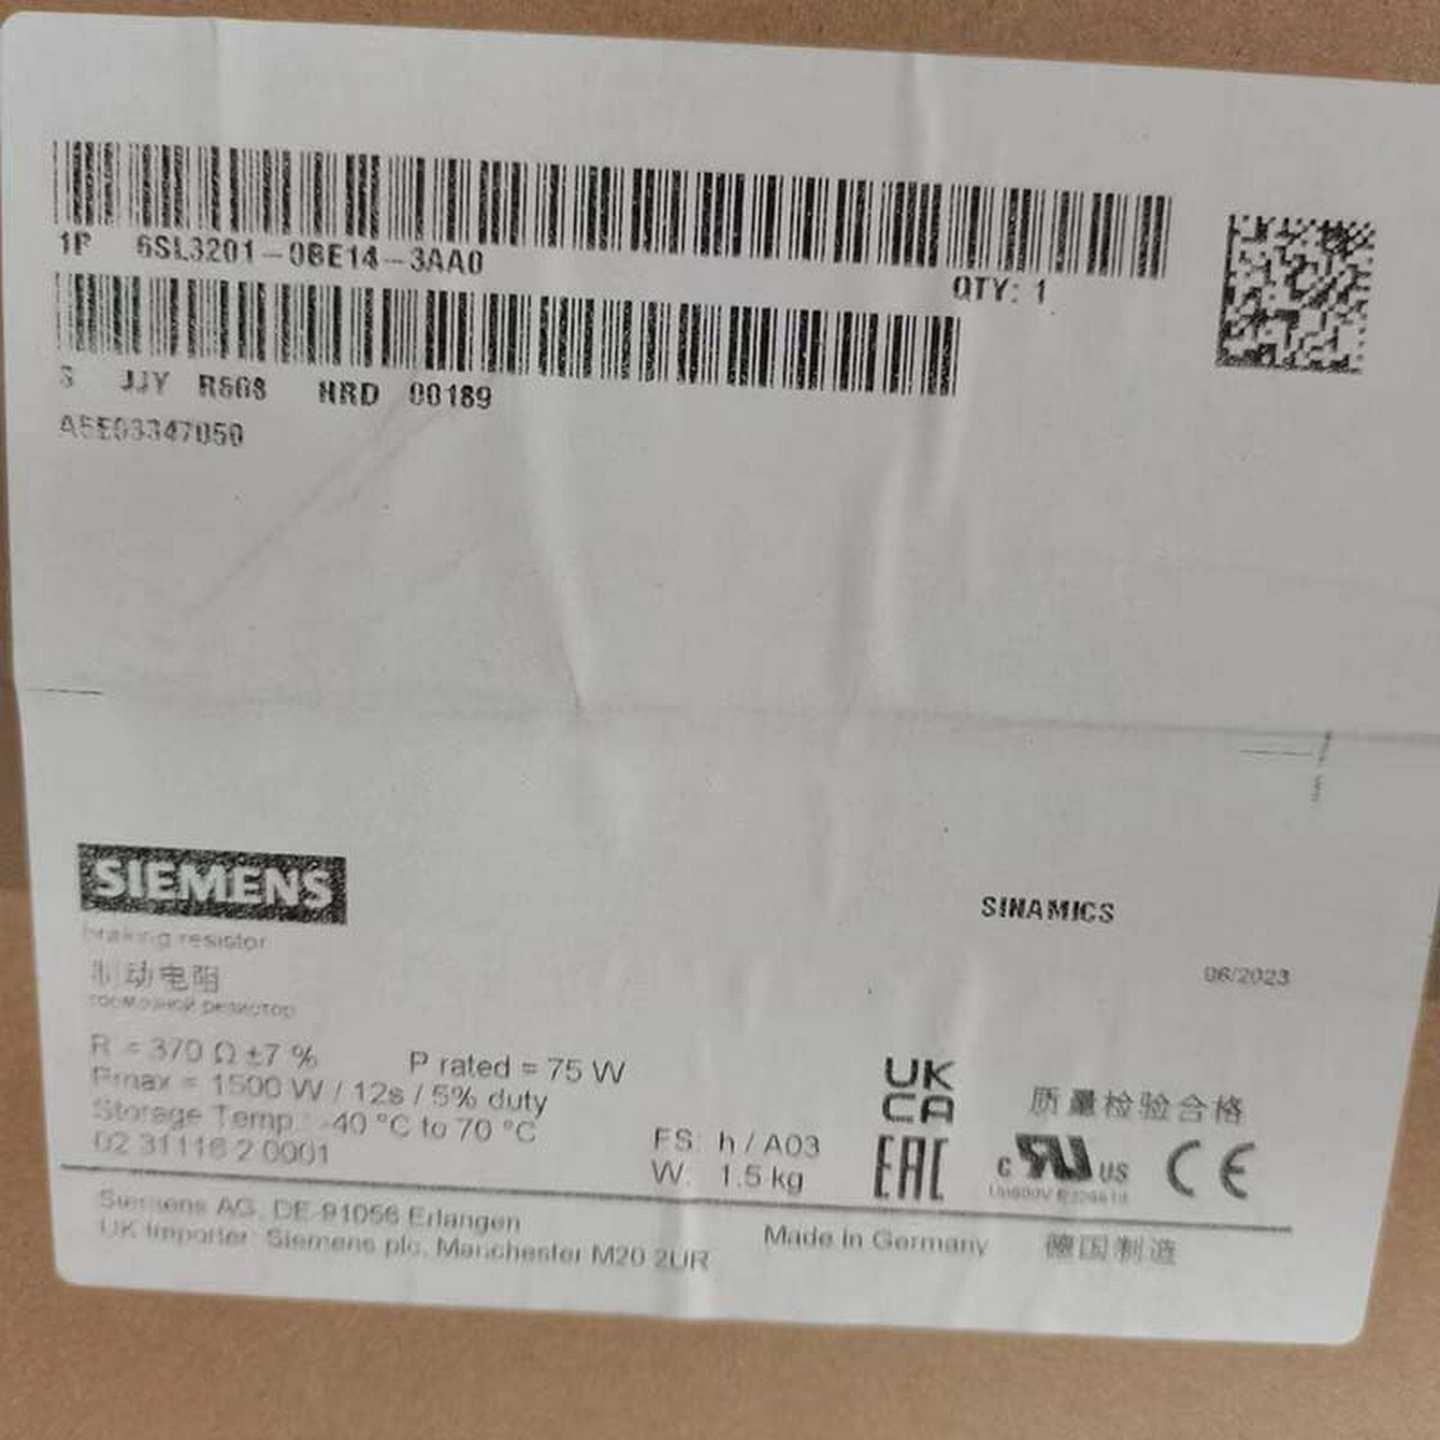 1P 6SL3201-0BE14-3AA0
QTY: 1
S JJY HRD 00189
A5E03347050
SIEMENS
SINAMICS
braking resistor
06/2023
制动电阻
тормозной резистор
R = 370 Ω ±7 % P rated = 75 W
Pmax = 1500 W / 12s / 5% duty
Storage Temp.: -40 °C to 70 °C
02 31116 2 0001
FS: h / A03
W: 1.5 kg
UK
CA
EAC
质量检验合格
c UL US
CE
Siemens AG, DE-91056 Erlangen
UK Importer: Siemens plc, Manchester M20 2UR
Made in Germany 德国制造